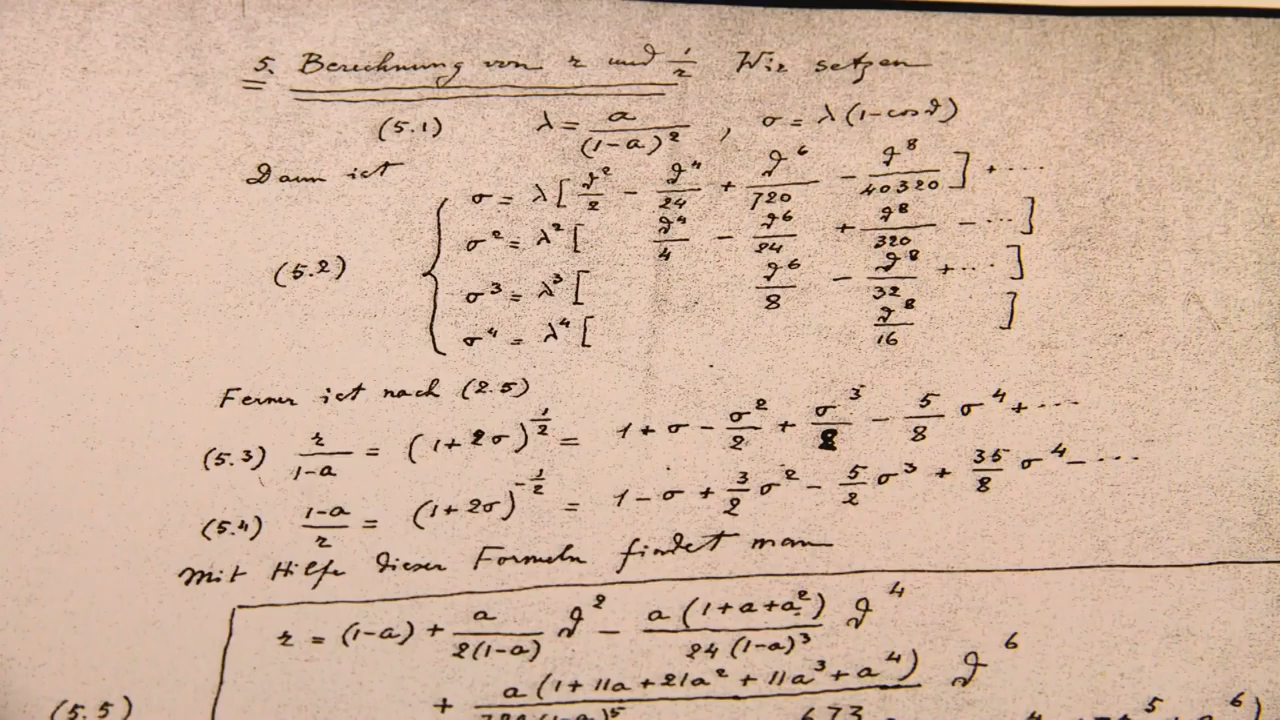 5. Berechnung von r und 1/r Wir setzen
(5.1) λ = a/(1-a)², σ = λ(1-cosϑ)
Dann ist
σ = λ[ϑ²/2 - ϑ⁴/24 + ϑ⁶/720 - ϑ⁸/40320] + ....
σ² = λ²[ϑ⁴/4 - ϑ⁶/24 + ϑ⁸/320 - ...]
(5.2)
σ³ = λ³[ϑ⁶/8 - ϑ⁸/32 + ...]
σ⁴ = λ⁴[ϑ⁸/16]
Ferner ist nach (2.5)
(5.3) r/(1-a) = (1+2σ)^(1/2) = 1 + σ - σ²/2 + σ³/2 - 5/8 σ⁴ + ....
(5.4) (1-a)/r = (1+2σ)^(-1/2) = 1 - σ + 3/2 σ² - 5/2 σ³ + 35/8 σ⁴ - ....
Mit Hilfe dieser Formeln findet man
r = (1-a) + a/(2(1-a)) ϑ² - a(1+a+a²)/(24(1-a)³) ϑ⁴
(5.5) + a(1+11a+21a²+11a³+a⁴)/(720(1-a)⁵) ϑ⁶